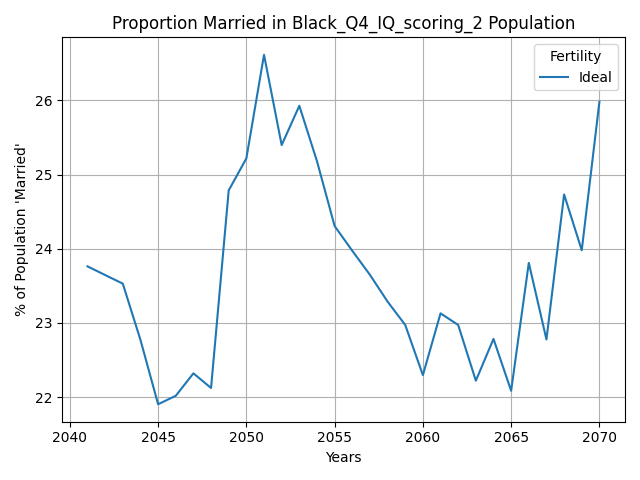 Proportion Married in Black_Q4_IQ_scoring_2 Population
Fertility
Ideal
% of Population 'Married'
26
25
24
23
22
2040 2045 2050 2055 2060 2065 2070
Years